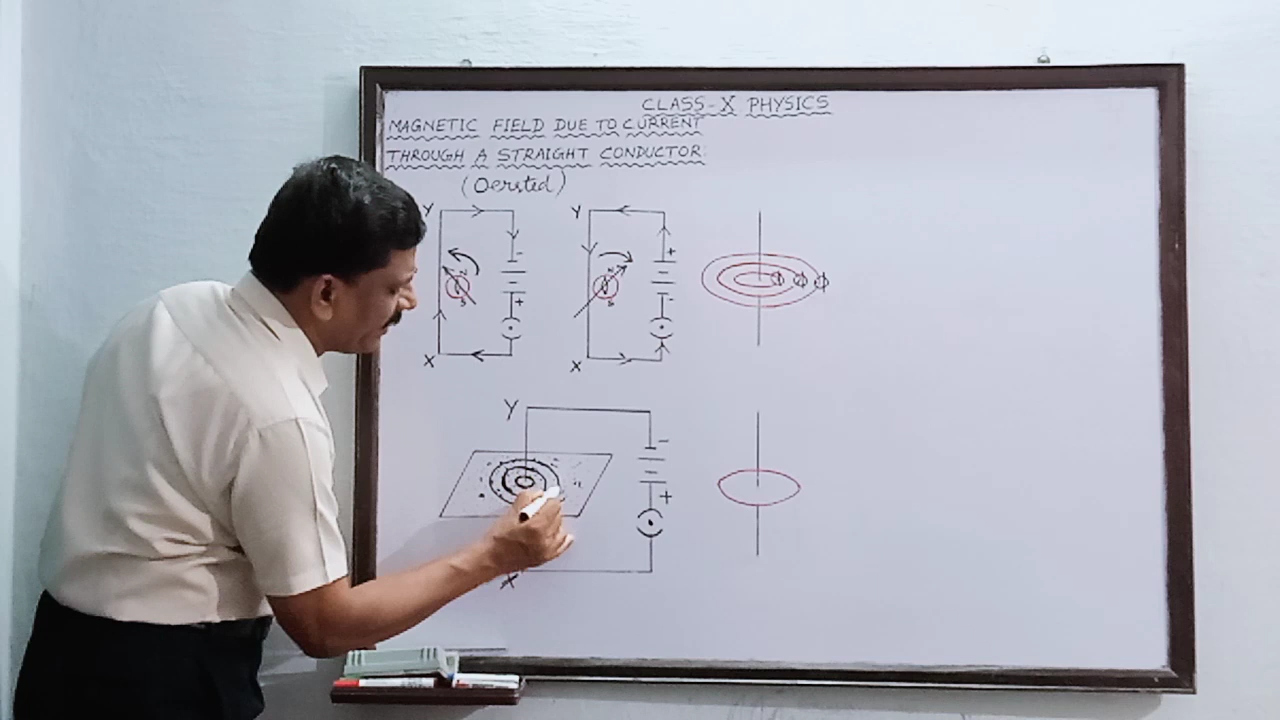 CLASS-X PHYSICS
MAGNETIC FIELD DUE TO CURRENT
THROUGH A STRAIGHT CONDUCTOR:
(Oersted)
Y
Y
-
+
+
-
X
X
Y
-
+
X